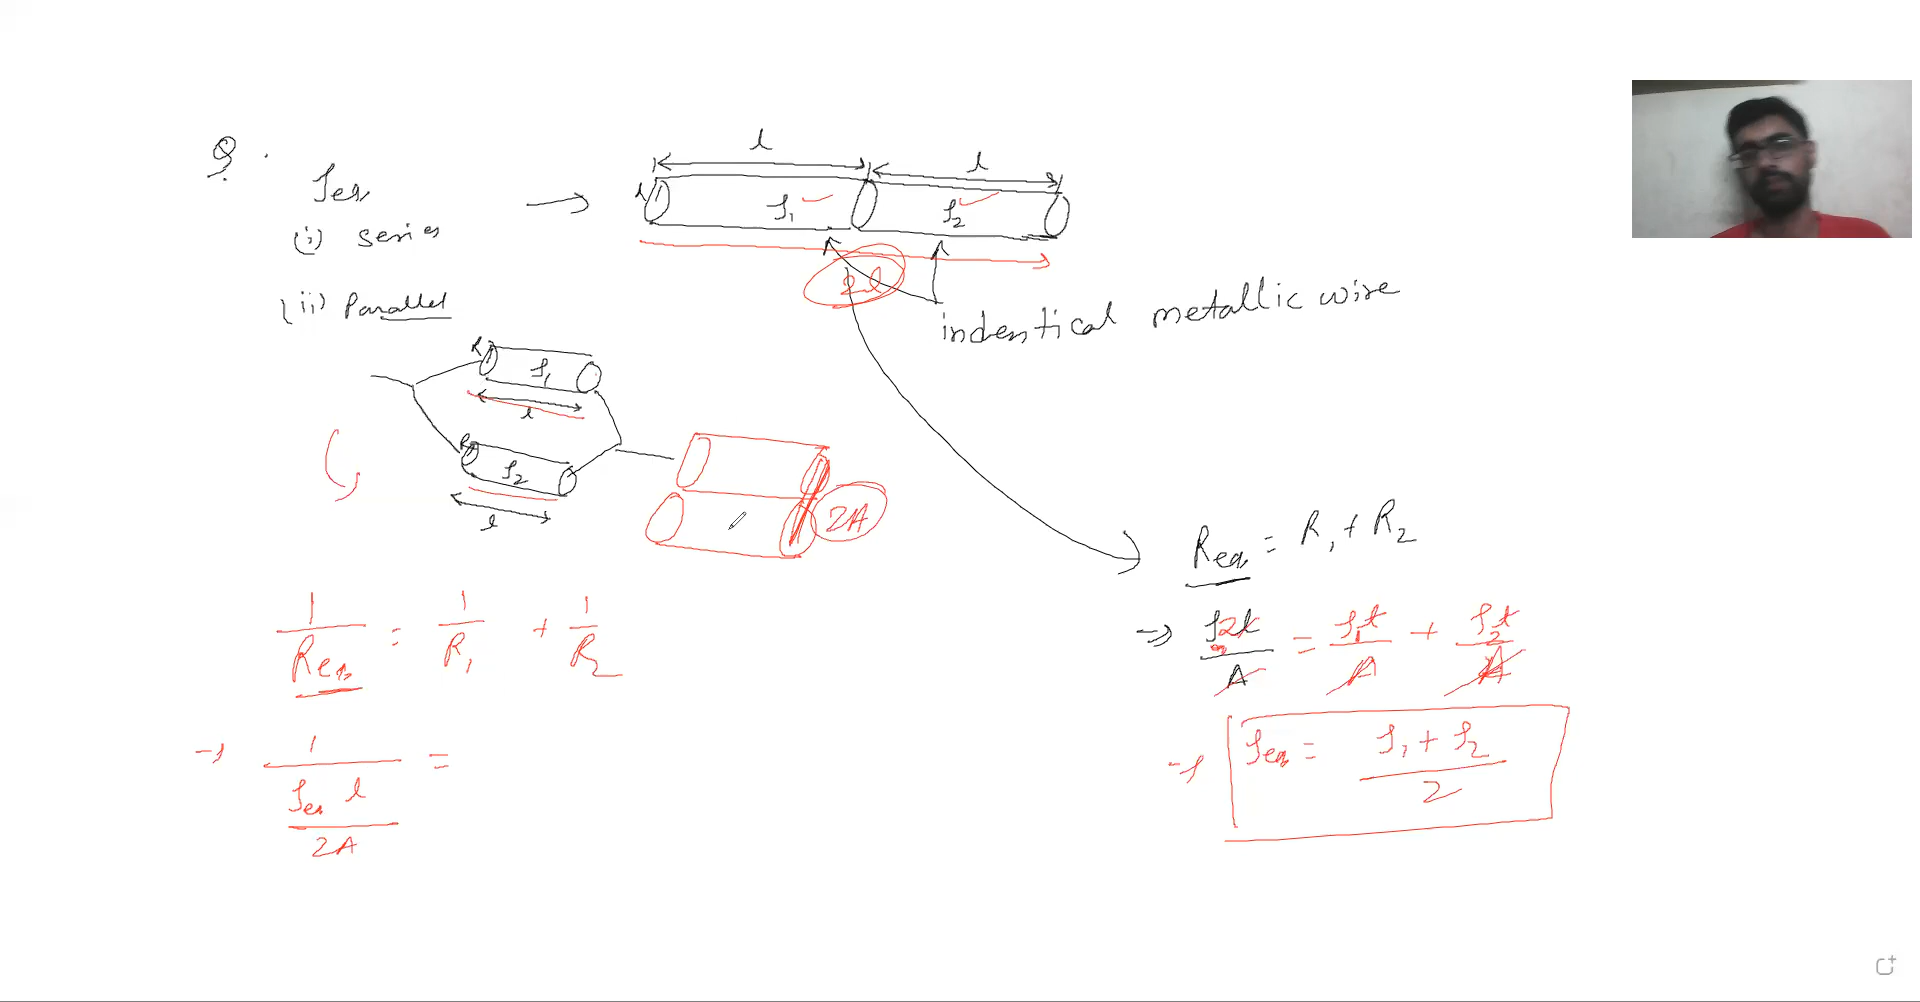 Q.
ρeq
(i) series
(ii) Parallel
l
l
ρ₁
ρ₂
2l
indentical metallic wire
R
ρ₁
l
R
ρ₂
l
2A
Req = R₁ + R₂
→ ρ2l/A = ρ₁l/A + ρ₂l/A
→ ρeq = (ρ₁ + ρ₂)/2
1/Req = 1/R₁ + 1/R₂
→ 1/(ρeq l/2A) =